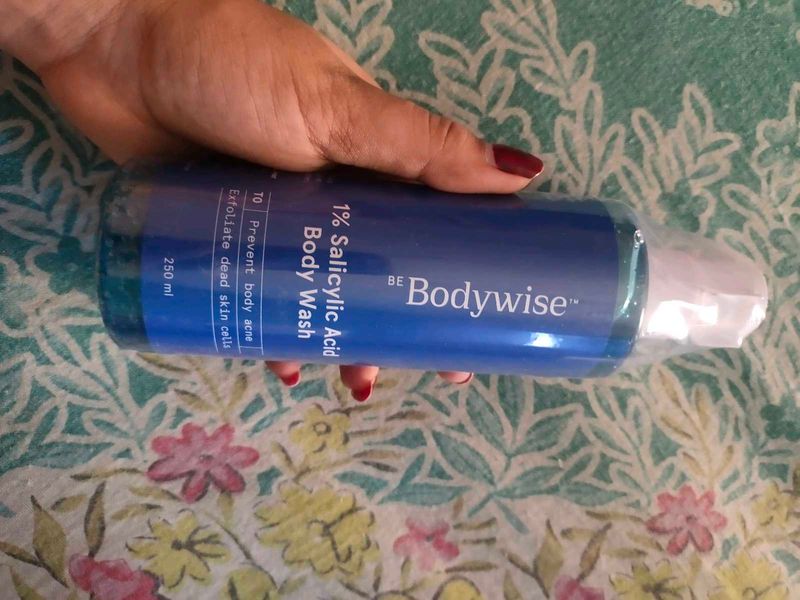 BE Bodywise™
1% Salicylic Acid
Body Wash
TO
Prevent body acne
Exfoliate dead skin cells
250 ml